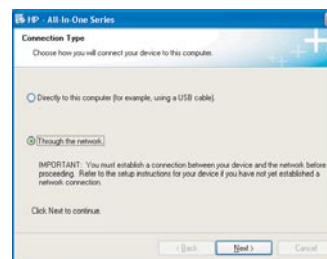 HP - All-In-One Series
Connection Type
Choose how you will connect your device to this computer.
Directly to this computer (for example, using a USB cable).
Through the network.
IMPORTANT: You must establish a connection between your device and the network before
proceeding. Refer to the setup instructions for your device if you have not yet established a
network connection.
Click Next to continue.
< Back
Next >
Cancel